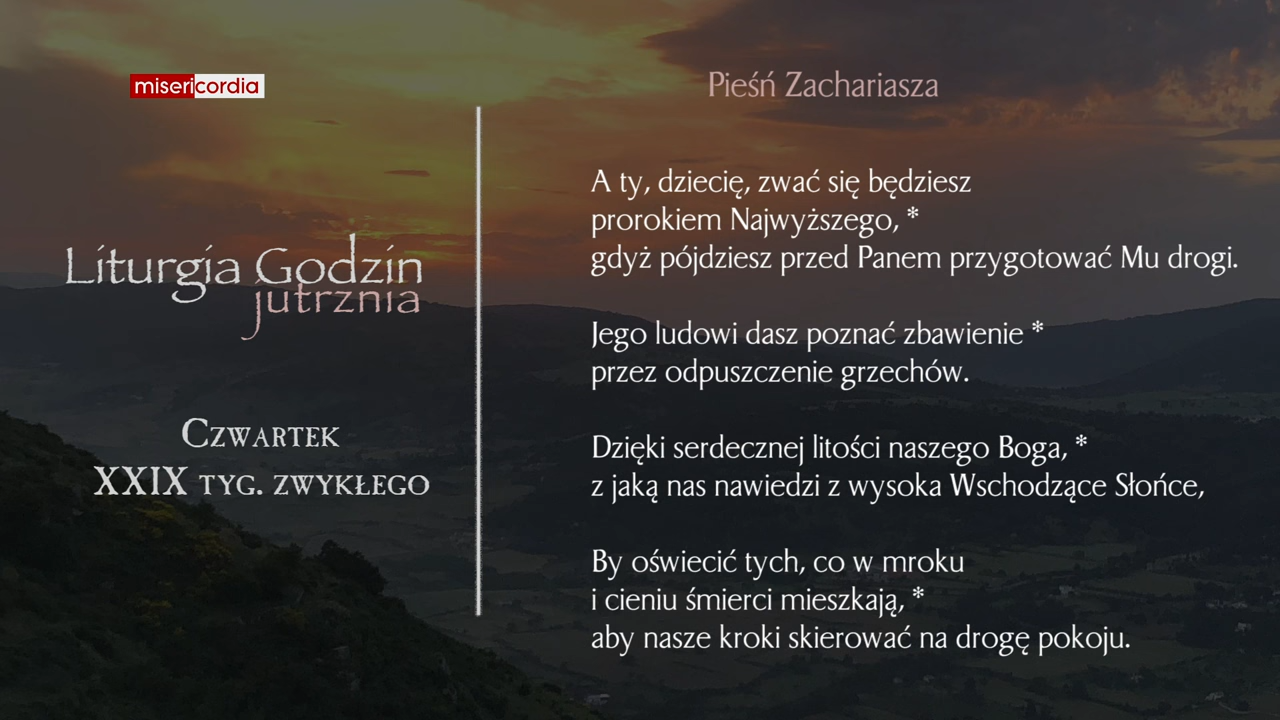 misericordia
Liturgia Godzin
jutrznia
Czwartek
XXIX tyg. zwykłego
Pieśń Zachariasza
A ty, dziecię, zwać się będziesz
prorokiem Najwyższego, *
gdyż pójdziesz przed Panem przygotować Mu drogi.
Jego ludowi dasz poznać zbawienie *
przez odpuszczenie grzechów.
Dzięki serdecznej litości naszego Boga, *
z jaką nas nawiedzi z wysoka Wschodzące Słońce,
By oświecić tych, co w mroku
i cieniu śmierci mieszkają, *
aby nasze kroki skierować na drogę pokoju.